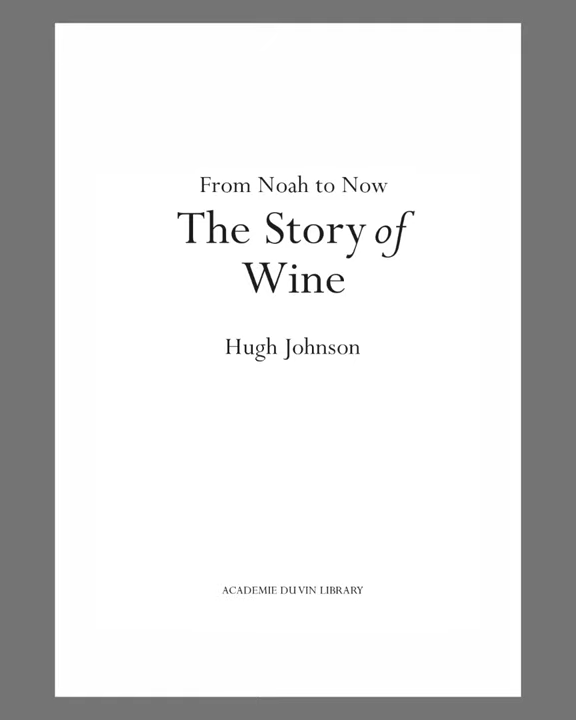 From Noah to Now
The Story of
Wine
Hugh Johnson
ACADEMIE DU VIN LIBRARY